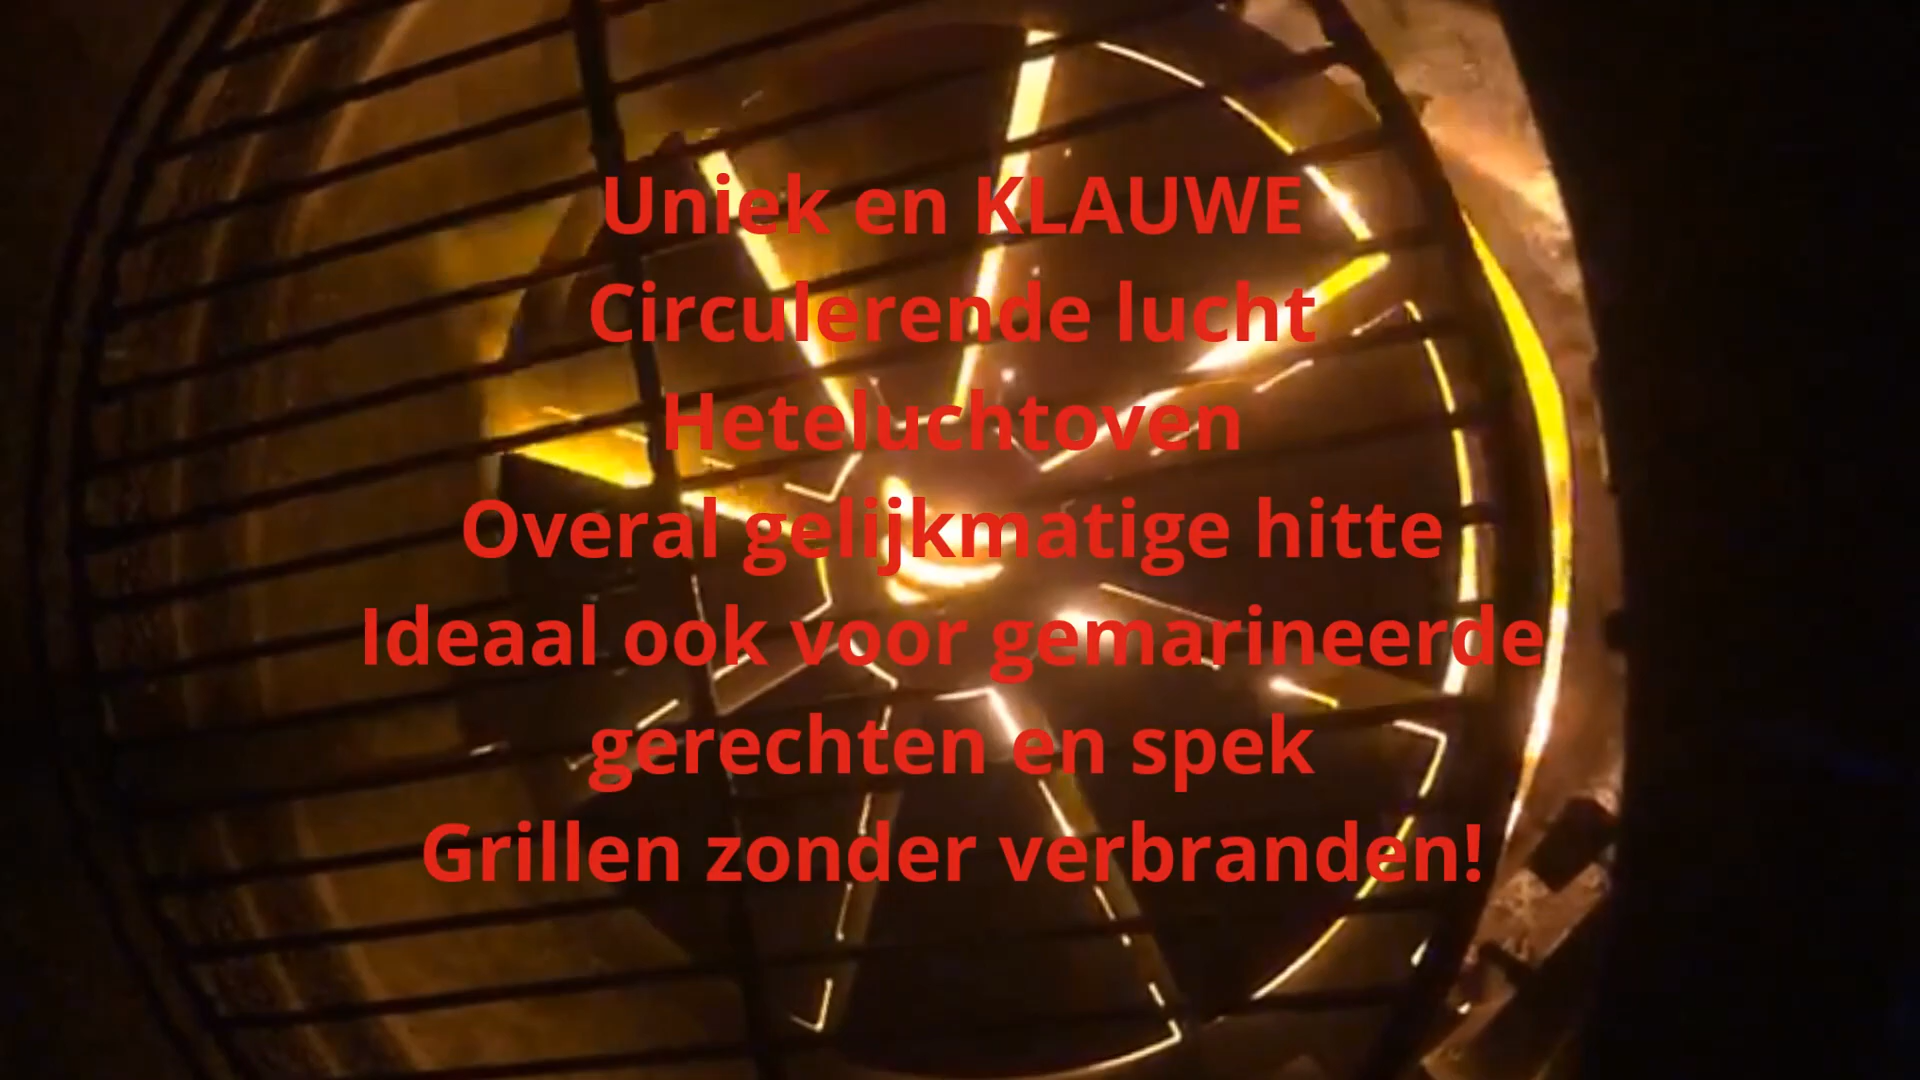 Uniek en KLAUWE
Circulerende lucht
Heteluchtoven
Overal gelijkmatige hitte
Ideaal ook voor gemarineerde
gerechten en spek
Grillen zonder verbranden!